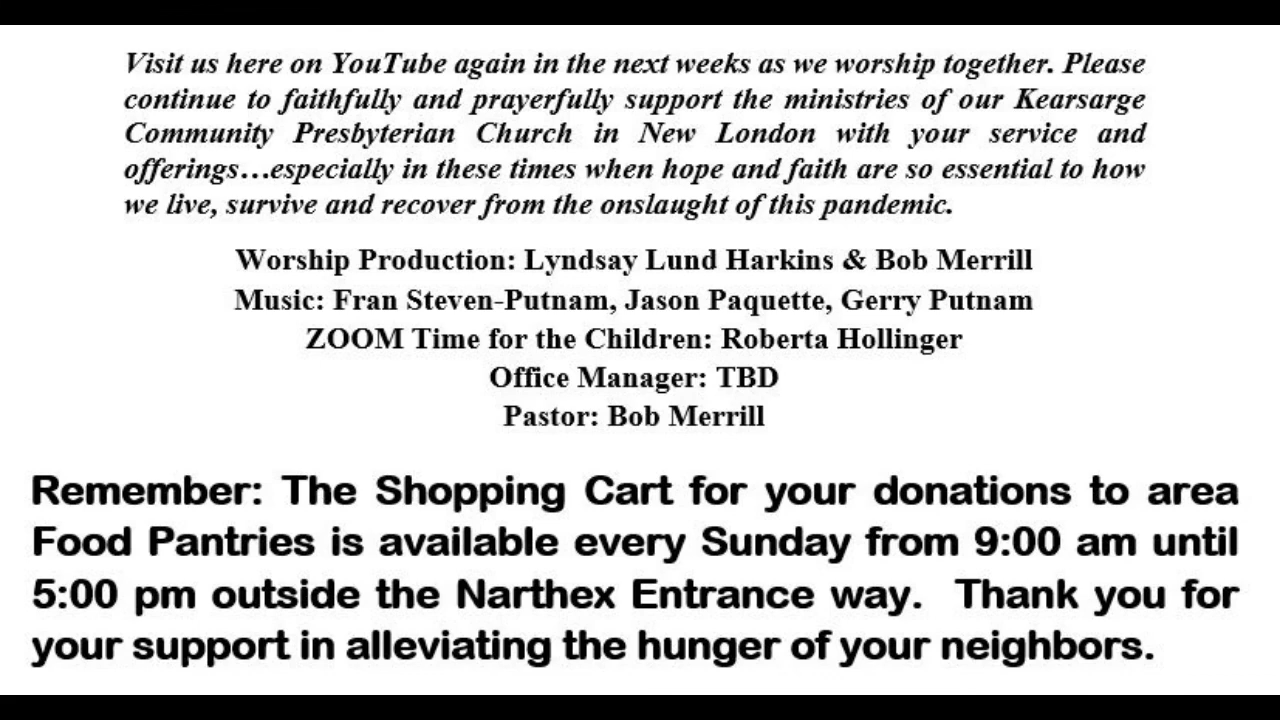 Visit us here on YouTube again in the next weeks as we worship together. Please
continue to faithfully and prayerfully support the ministries of our Kearsarge
Community Presbyterian Church in New London with your service and
offerings…especially in these times when hope and faith are so essential to how
we live, survive and recover from the onslaught of this pandemic.
Worship Production: Lyndsay Lund Harkins & Bob Merrill
Music: Fran Steven-Putnam, Jason Paquette, Gerry Putnam
ZOOM Time for the Children: Roberta Hollinger
Office Manager: TBD
Pastor: Bob Merrill
Remember: The Shopping Cart for your donations to area
Food Pantries is available every Sunday from 9:00 am until
5:00 pm outside the Narthex Entrance way. Thank you for
your support in alleviating the hunger of your neighbors.